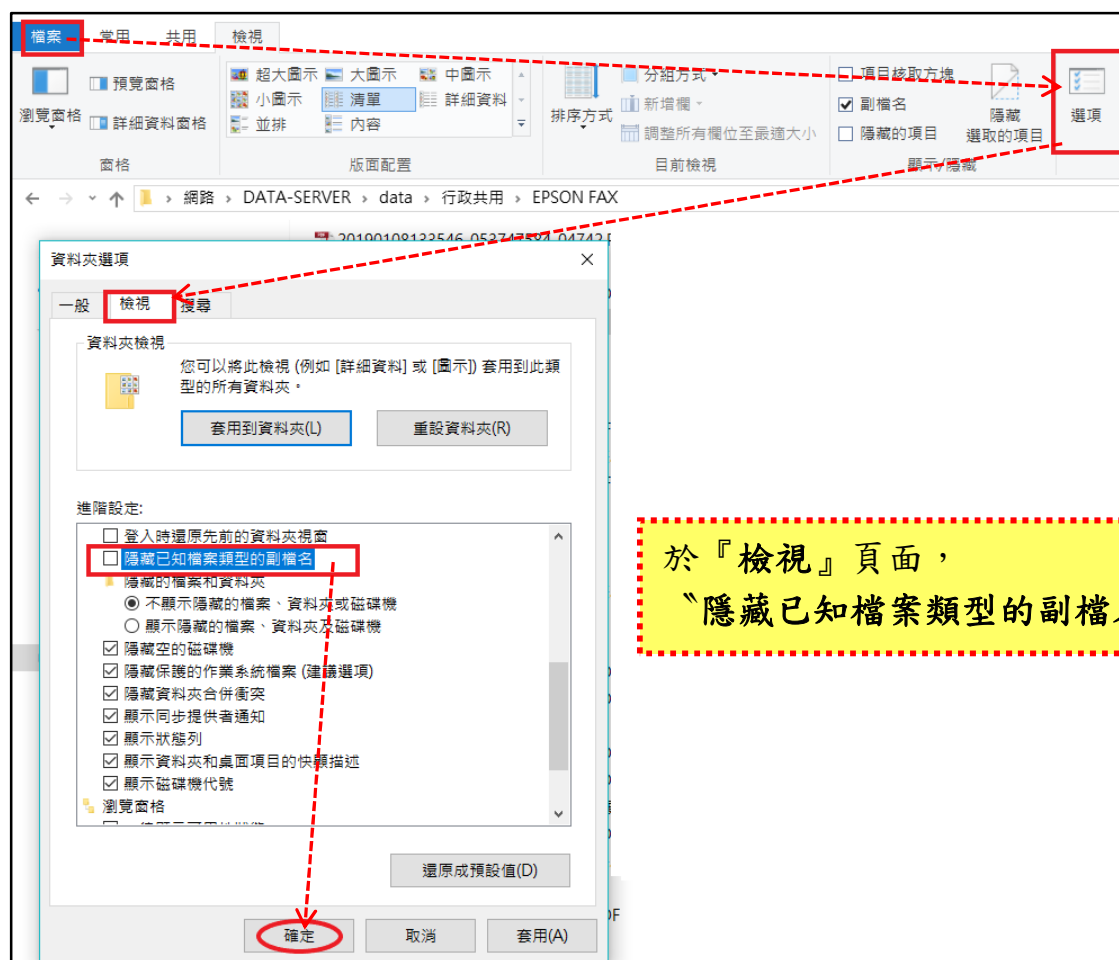 檔案 常用 共用 檢視
預覽窗格 超大圖示 大圖示 中圖示 分組方式 項目核取方塊
瀏覽窗格 小圖示 清單 詳細資料 排序方式 新增欄 副檔名 隱藏 選項
詳細資料窗格 並排 內容 調整所有欄位至最適大小 隱藏的項目 選取的項目
窗格 版面配置 目前檢視 顯示/隱藏
網路 › DATA-SERVER › data › 行政共用 › EPSON FAX
20190108133546_053747584_04742
資料夾選項
一般 檢視 搜尋
資料夾檢視
您可以將此檢視 (例如 [詳細資料] 或 [圖示]) 套用到此類
型的所有資料夾。
套用到資料夾(L) 重設資料夾(R)
進階設定:
登入時還原先前的資料夾視窗
隱藏已知檔案類型的副檔名
隱藏的檔案和資料夾
不顯示隱藏的檔案、資料夾或磁碟機
顯示隱藏的檔案、資料夾及磁碟機
隱藏空的磁碟機
隱藏保護的作業系統檔案 (建議選項)
隱藏資料夾合併衝突
顯示同步提供者通知
顯示狀態列
顯示資料夾和桌面項目的快顯描述
顯示磁碟機代號
瀏覽窗格
還原成預設值(D)
確定 取消 套用(A)
於『檢視』頁面，
〝隱藏已知檔案類型的副檔